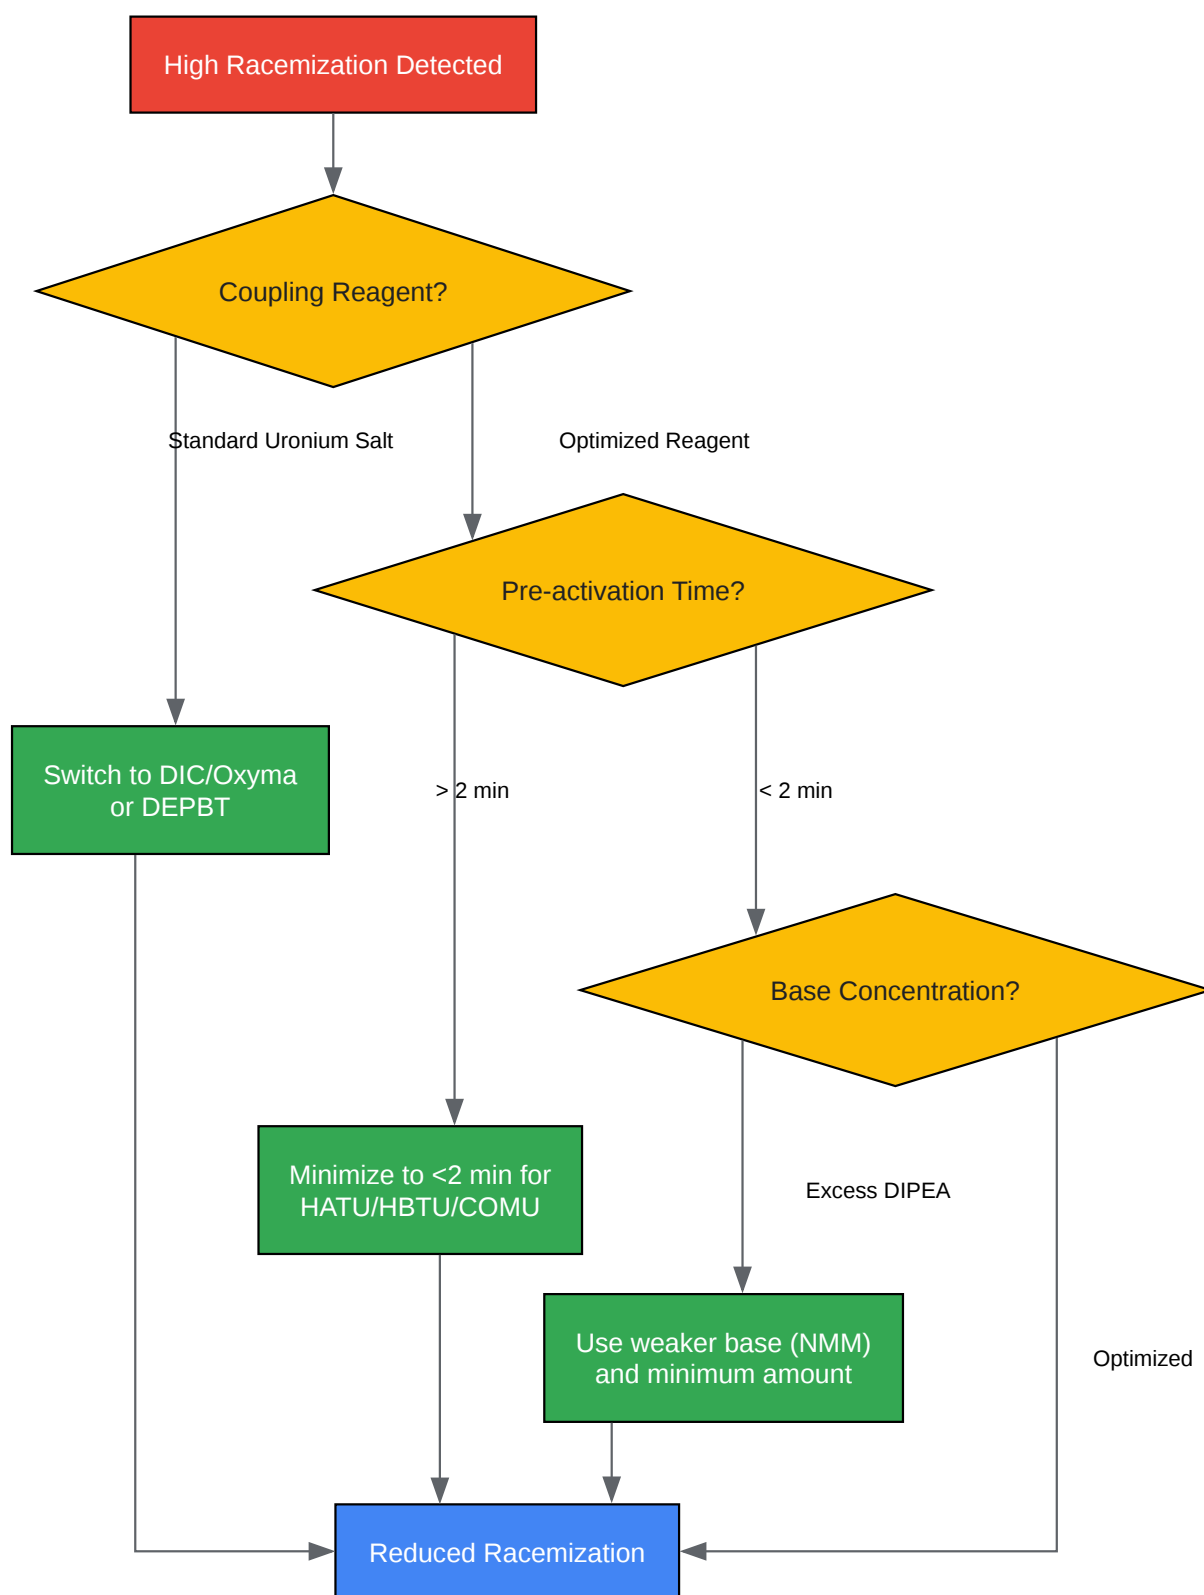 High Racemization Detected
Coupling Reagent?
Standard Uronium Salt
Optimized Reagent
Pre-activation Time?
Switch to DIC/Oxyma
or DEPBT
> 2 min
< 2 min
Base Concentration?
Minimize to <2 min for
HATU/HBTU/COMU
Excess DIPEA
Use weaker base (NMM)
and minimum amount
Optimized
Reduced Racemization